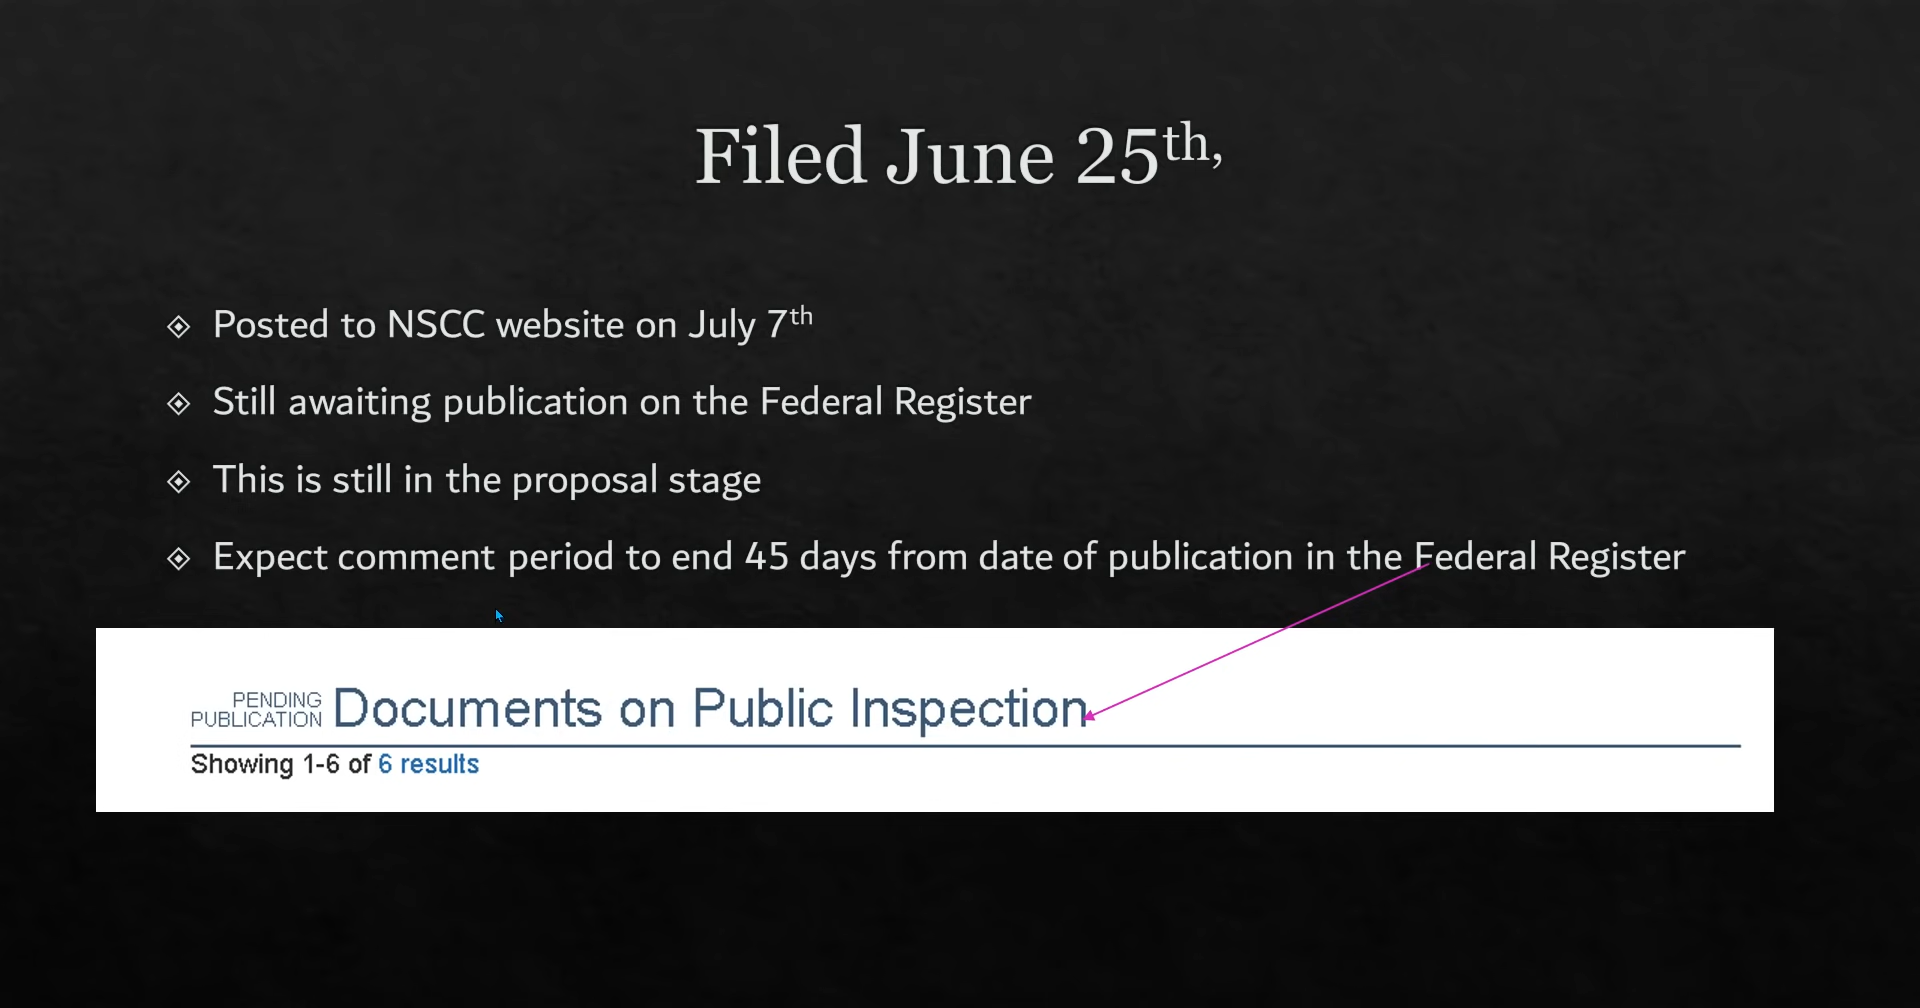 Filed June 25th,
Posted to NSCC website on July 7th
Still awaiting publication on the Federal Register
This is still in the proposal stage
Expect comment period to end 45 days from date of publication in the Federal Register
PENDING
PUBLICATION Documents on Public Inspection
Showing 1-6 of 6 results